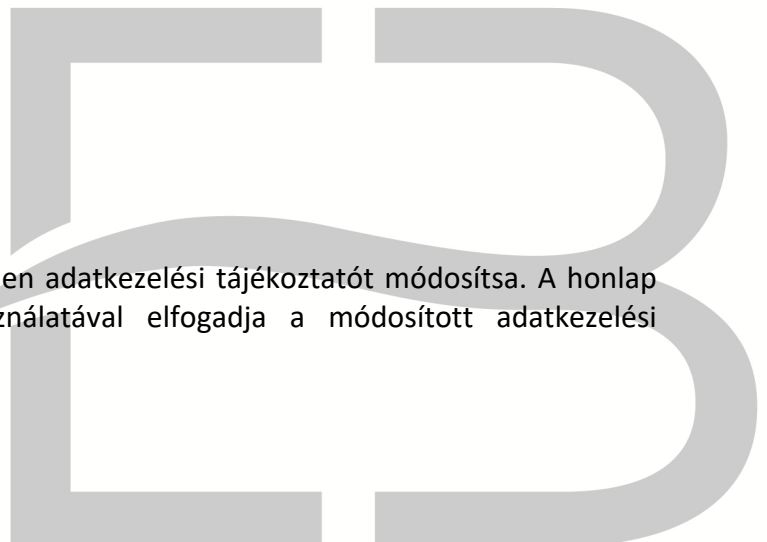 en adatkezelési tájékoztatót módosítsa. A honlap
ználatával elfogadja a módosított adatkezelési